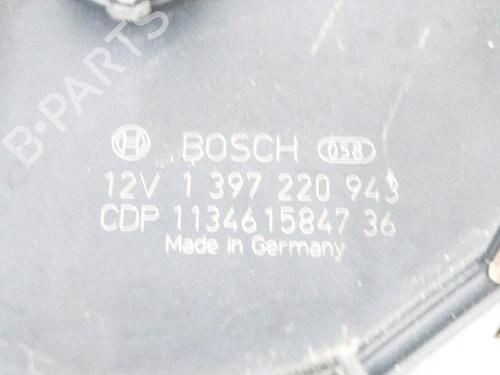 B-PARTS
BOSCH 058
12V 1 397 220 943
CDP 1134615847 36
Made in Germany